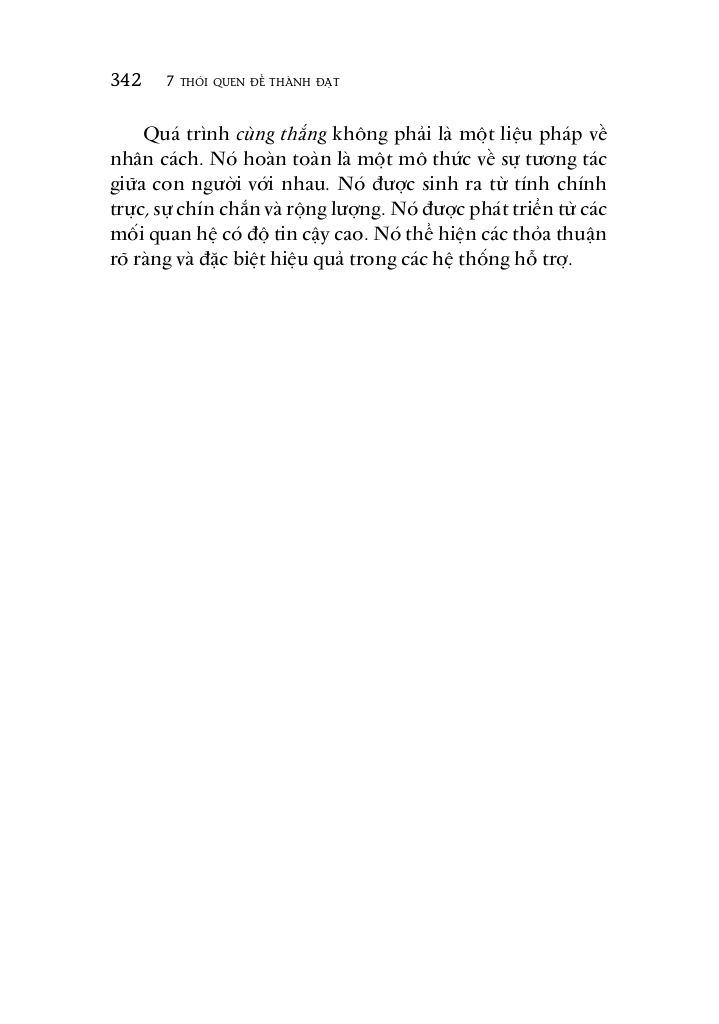 342 7 THÓI QUEN ĐỂ THÀNH ĐẠT
Quá trình cùng thắng không phải là một liệu pháp về
nhân cách. Nó hoàn toàn là một mô thức về sự tương tác
giữa con người với nhau. Nó được sinh ra từ tính chính
trực, sự chín chắn và rộng lượng. Nó được phát triển từ các
mối quan hệ có độ tin cậy cao. Nó thể hiện các thỏa thuận
rõ ràng và đặc biệt hiệu quả trong các hệ thống hỗ trợ.